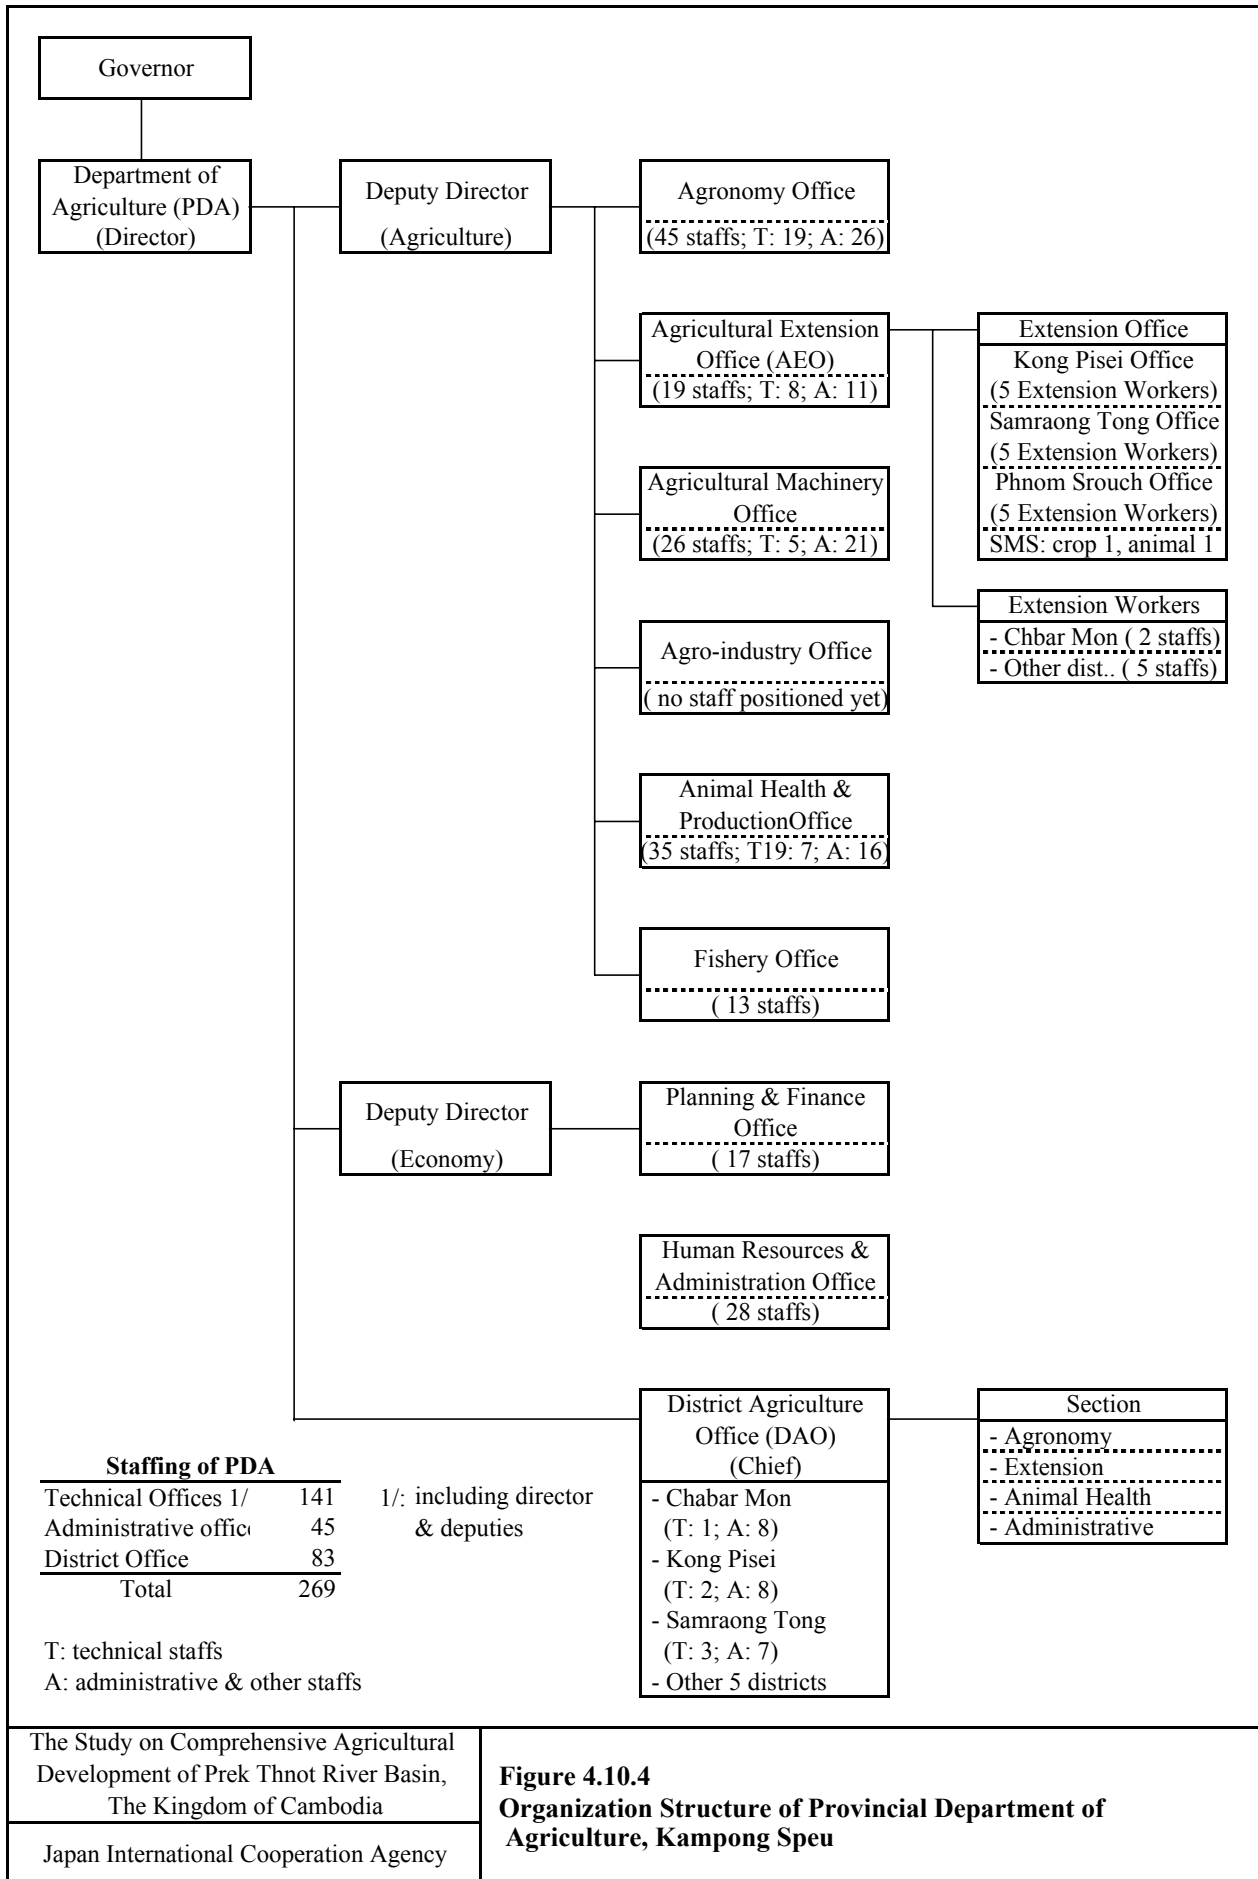 Governor
Department of
Agriculture (PDA)
(Director)
Deputy Director
(Agriculture)
Agronomy Office
(45 staffs; T: 19; A: 26)
Agricultural Extension
Office (AEO)
(19 staffs; T: 8; A: 11)
Extension Office
Kong Pisei Office
(5 Extension Workers)
Samraong Tong Office
(5 Extension Workers)
Phnom Srouch Office
(5 Extension Workers)
SMS: crop 1, animal 1
Agricultural Machinery
Office
(26 staffs; T: 5; A: 21)
Extension Workers
- Chbar Mon ( 2 staffs)
- Other dist.. ( 5 staffs)
Agro-industry Office
( no staff positioned yet)
Animal Health &
ProductionOffice
(35 staffs; T19: 7; A: 16)
Fishery Office
( 13 staffs)
Deputy Director
(Economy)
Planning & Finance
Office
( 17 staffs)
Human Resources &
Administration Office
( 28 staffs)
District Agriculture
Office (DAO)
(Chief)
- Chabar Mon
(T: 1; A: 8)
- Kong Pisei
(T: 2; A: 8)
- Samraong Tong
(T: 3; A: 7)
- Other 5 districts
Section
- Agronomy
- Extension
- Animal Health
- Administrative
Staffing of PDA
Technical Offices 1/ 141
Administrative offic 45
District Office 83
Total 269
1/: including director
& deputies
T: technical staffs
A: administrative & other staffs
The Study on Comprehensive Agricultural
Development of Prek Thnot River Basin,
The Kingdom of Cambodia
Japan International Cooperation Agency
Figure 4.10.4
Organization Structure of Provincial Department of
Agriculture, Kampong Speu